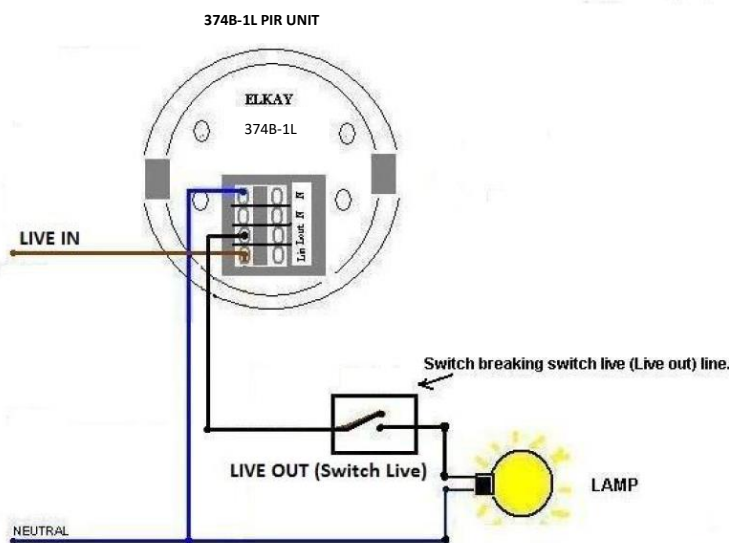 374B-1L PIR UNIT
ELKAY
374B-1L
N
N
Lout
Lin
LIVE IN
Switch breaking switch live (Live out) line.
LIVE OUT (Switch Live)
LAMP
NEUTRAL